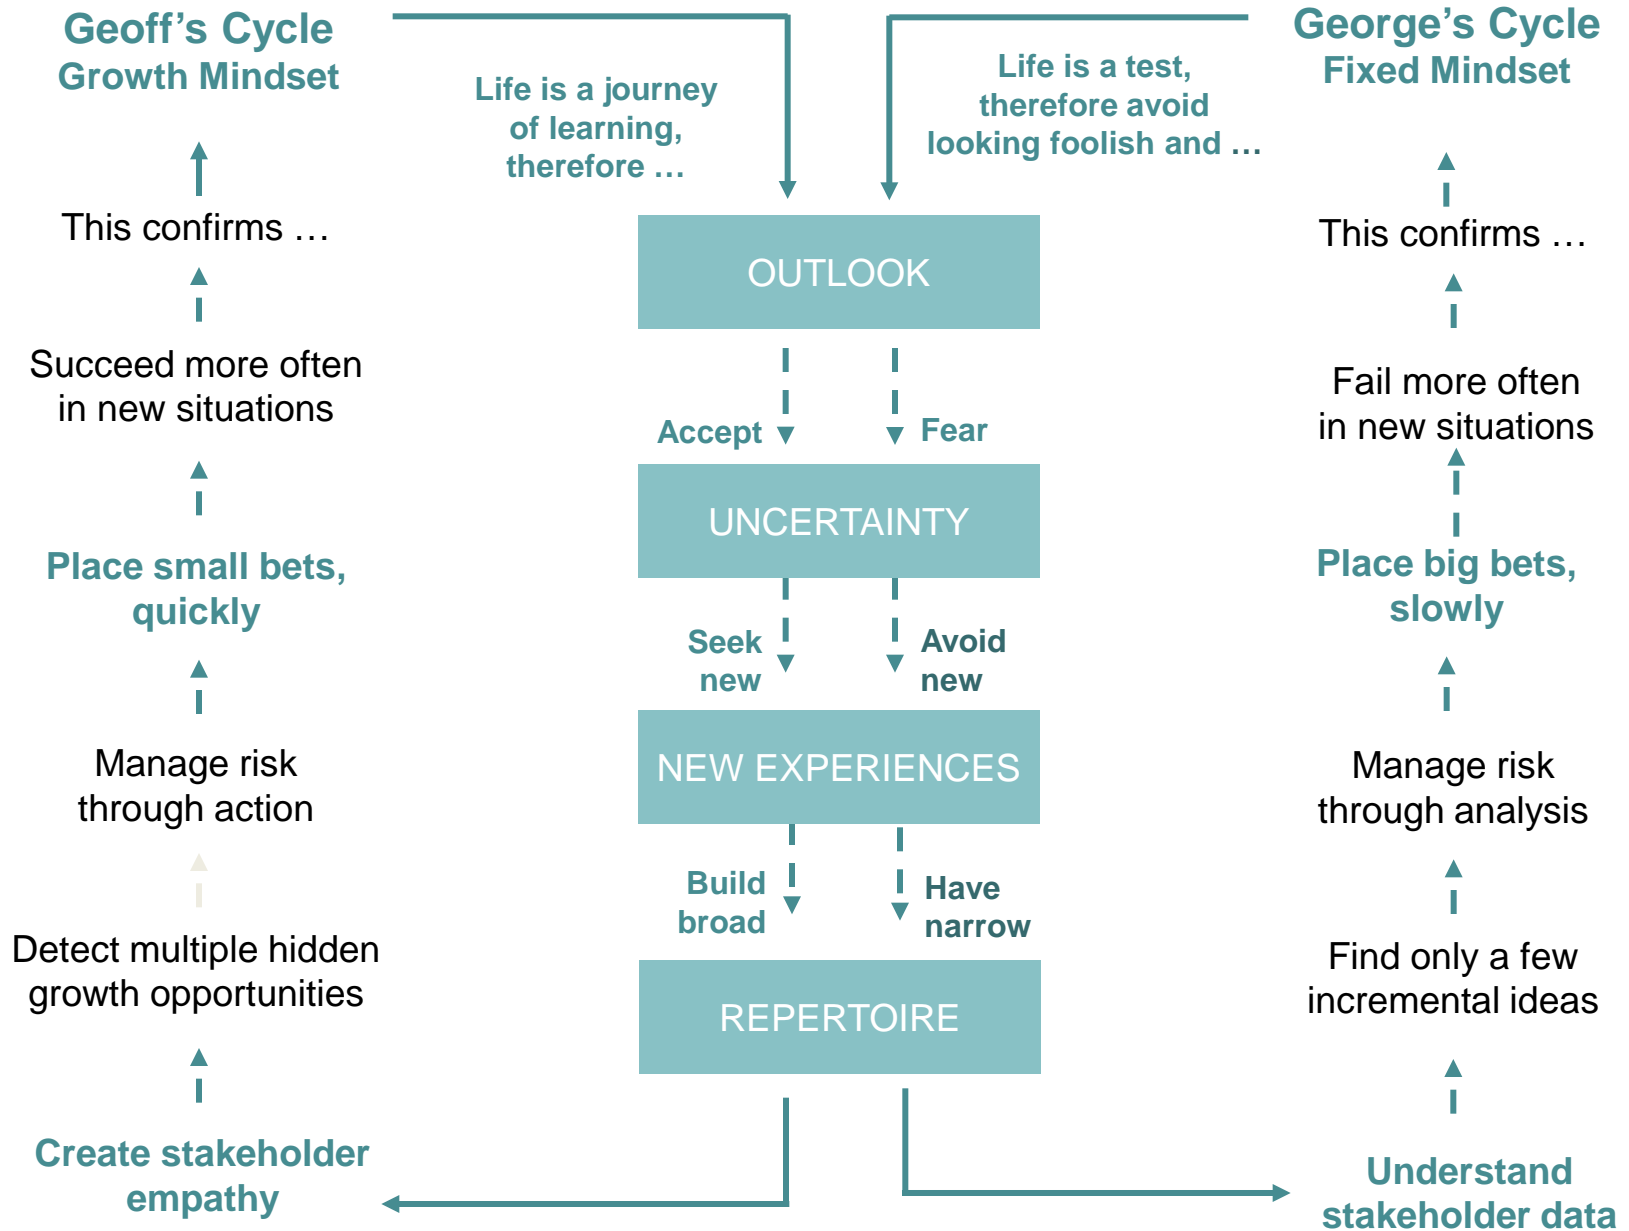 Geoff’s Cycle
Growth Mindset
Life is a journey
of learning,
therefore …
Life is a test,
therefore avoid
looking foolish and …
George’s Cycle
Fixed Mindset
This confirms …
OUTLOOK
This confirms …
Succeed more often
in new situations
Accept
Fear
Fail more often
in new situations
UNCERTAINTY
Place small bets,
quickly
Seek
new
Avoid
new
Place big bets,
slowly
NEW EXPERIENCES
Manage risk
through action
Manage risk
through analysis
Build
broad
Have
narrow
Detect multiple hidden
growth opportunities
REPERTOIRE
Find only a few
incremental ideas
Create stakeholder
empathy
Understand
stakeholder data